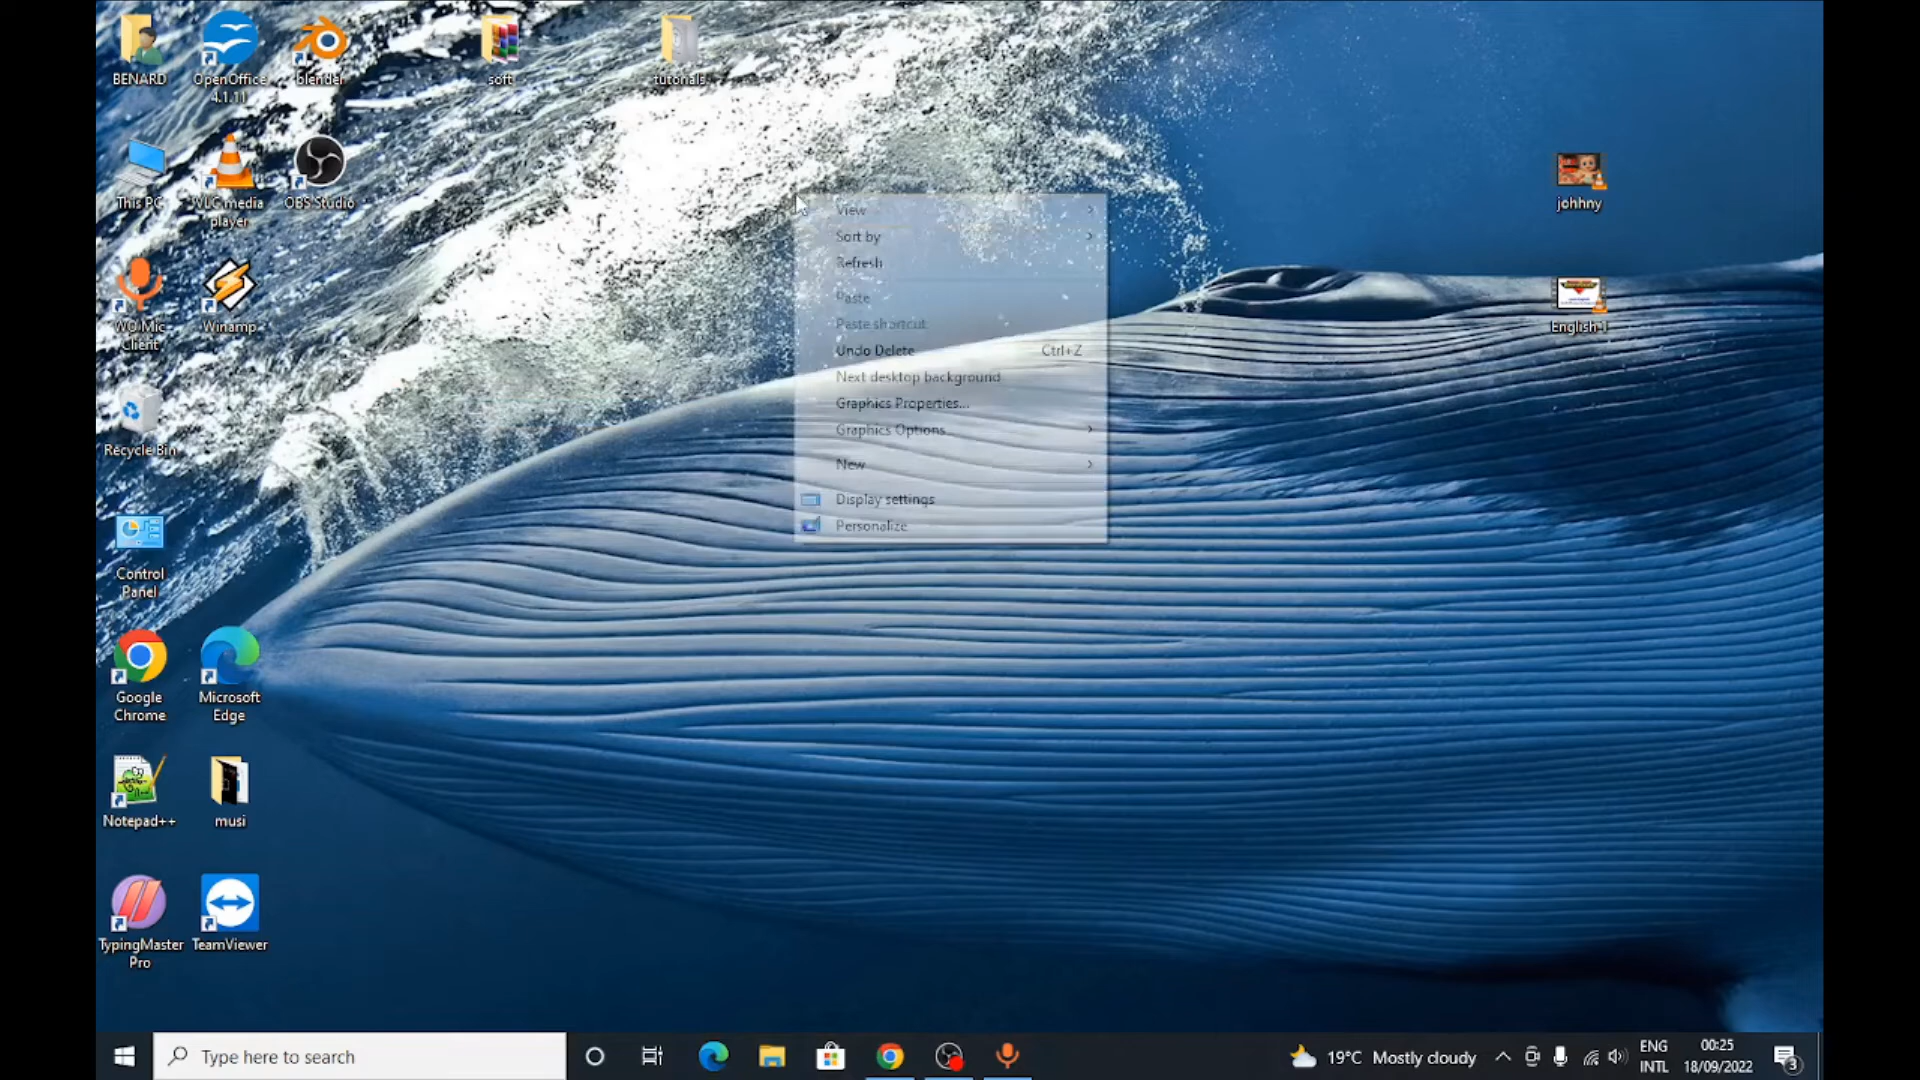 BENARD
OpenOffice
4.1.11
blender
soft
tutorials
This PC
VLC media
player
OBS Studio
johhny
WO Mic
Client
Winamp
English 1
View
Sort by
Refresh
Paste
Paste shortcut
Undo Delete Ctrl+Z
Next desktop background
Graphics Properties...
Graphics Options
New
Display settings
Personalize
Recycle Bin
Control
Panel
Google
Chrome
Microsoft
Edge
Notepad++
musi
TypingMaster
Pro
TeamViewer
Type here to search
19°C Mostly cloudy
ENG
INTL
00:25
18/09/2022
3